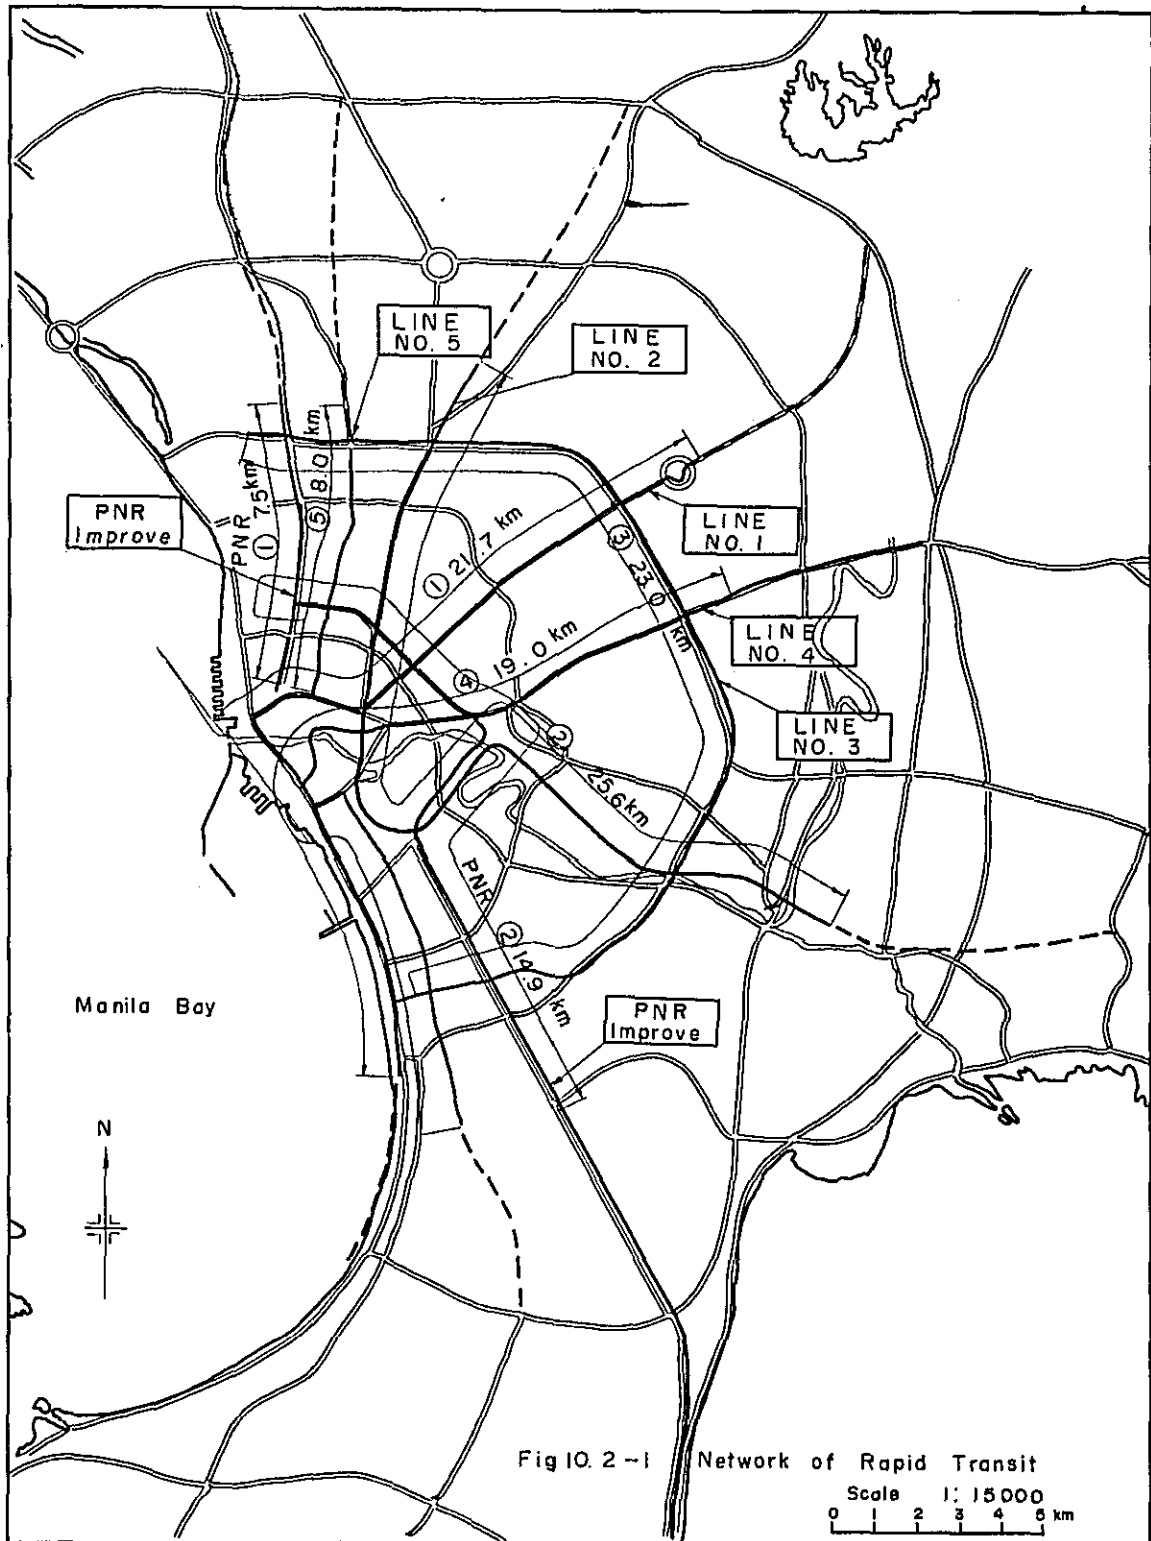 LINE
NO. 5
LINE
NO. 2
PNR
Improve
PNR
① 7.5 km
⑤ 8.0 km
① 21.7 km
③ 23.0 km
LINE
NO. 1
④ 19.0 km
LINE
NO. 4
LINE
NO. 3
② 25.6 km
PNR
② 14.9 km
PNR
Improve
Manila Bay
N
Fig 10. 2-1 Network of Rapid Transit
Scale 1: 15000
0 1 2 3 4 5 km